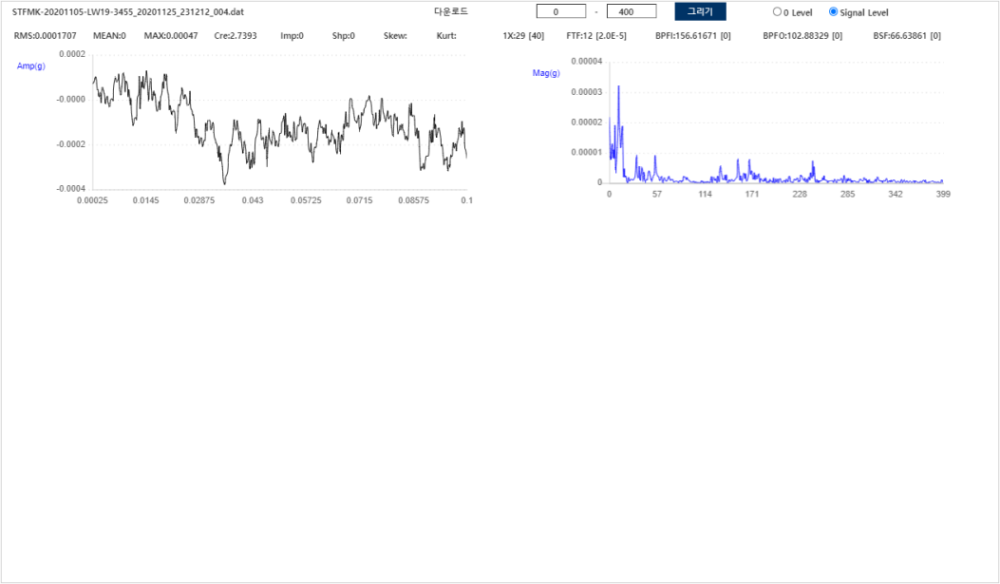 STFMK-20201105-LW19-3455_20201125_231212_004.dat 다운로드 0 - 400 그리기 0 Level Signal Level
RMS:0.0001707 MEAN:0 MAX:0.00047 Cre:2.7393 Imp:0 Shp:0 Skew: Kurt: 1X:29 [40] FTF:12 [2.0E-5] BPFI:156.61671 [0] BPFO:102.88329 [0] BSF:66.63861 [0]
Amp(g)
0.0002
-0.0000
-0.0002
-0.0004
0.00025 0.0145 0.02875 0.043 0.05725 0.0715 0.08575 0.1
Mag(g)
0.00004
0.00003
0.00002
0.00001
0
0 57 114 171 228 285 342 399